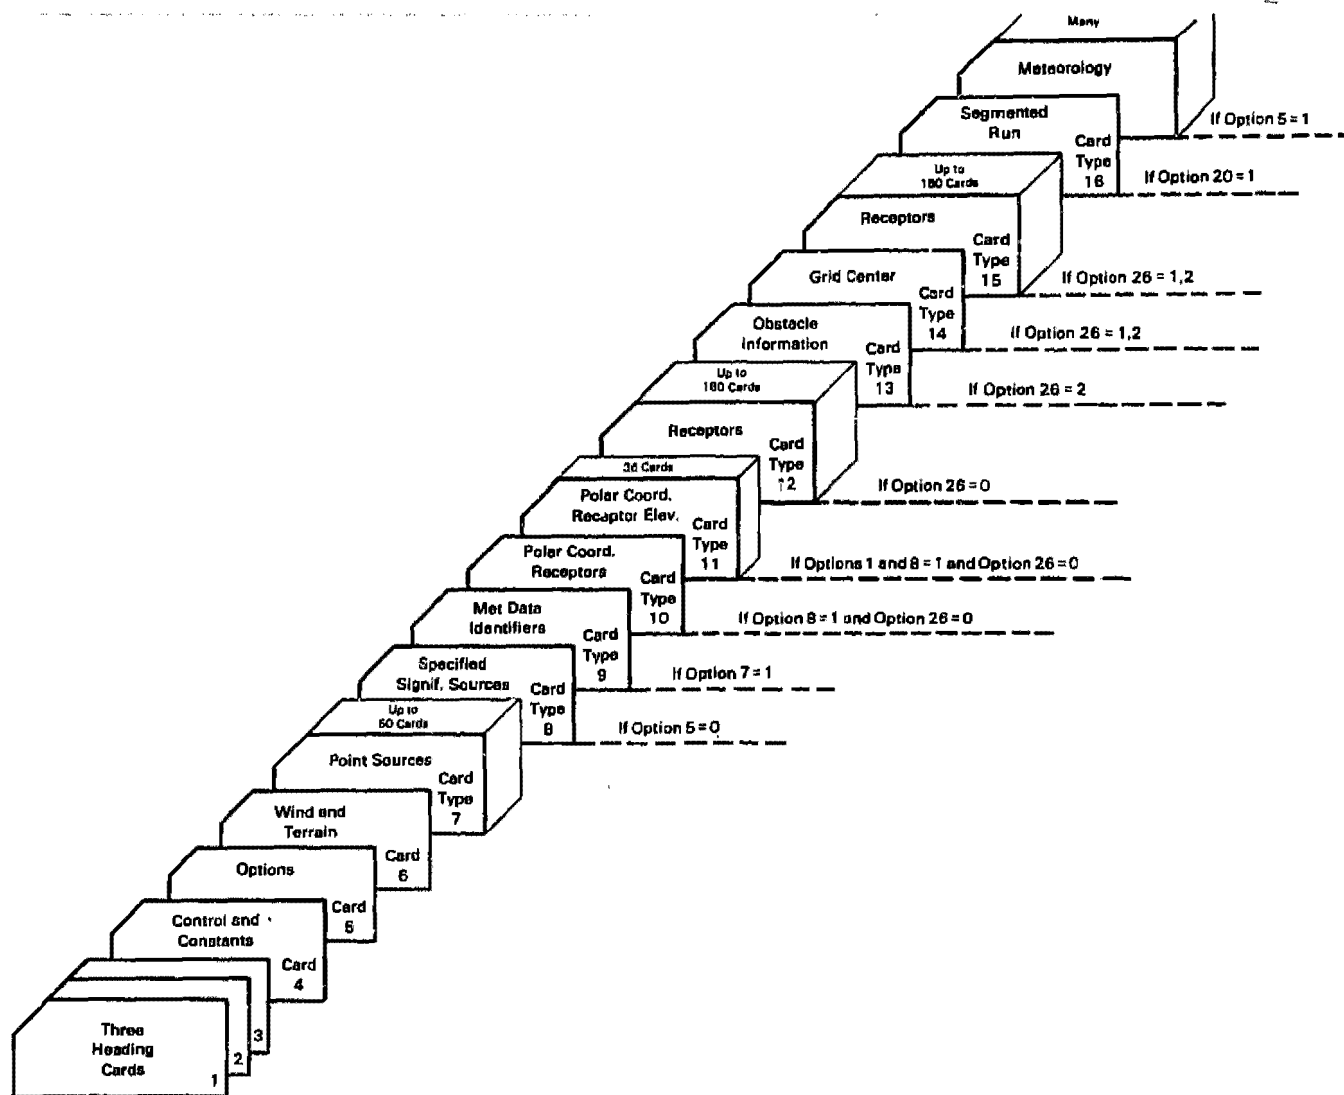 Many
Meteorology
If Option 5 = 1
Segmented
Run
Card
Type
16
If Option 20 = 1
Up to
180 Cards
Receptors
Card
Type
15
If Option 26 = 1,2
Grid Center
Card
Type
14
If Option 26 = 1,2
Obstacle
Information
Card
Type
13
If Option 26 = 2
Up to
180 Cards
Receptors
Card
Type
12
If Option 26 = 0
36 Cards
Polar Coord.
Receptor Elev.
Card
Type
11
If Options 1 and 8 = 1 and Option 26 = 0
Polar Coord.
Receptors
Card
Type
10
If Option 8 = 1 and Option 26 = 0
Met Data
Identifiers
Card
Type
9
If Option 7 = 1
Specified
Signif. Sources
Card
Type
8
If Option 5 = 0
Up to
50 Cards
Point Sources
Card
Type
7
Wind and
Terrain
Card
6
Options
Card
5
Control and
Constants
Card
4
3
2
Three
Heading
Cards
1